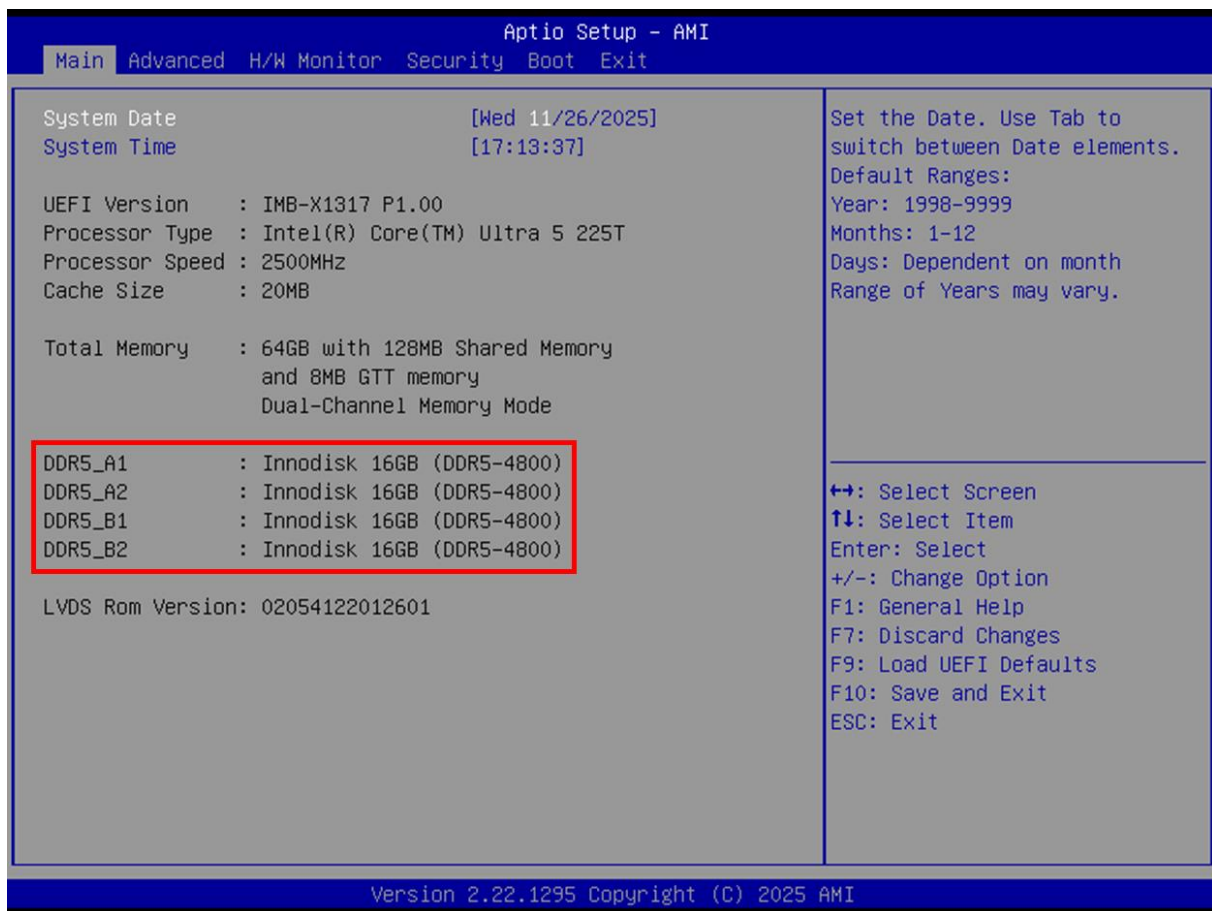 Aptio Setup - AMI
Main Advanced H/W Monitor Security Boot Exit
System Date [Wed 11/26/2025]
System Time [17:13:37]
UEFI Version : IMB-X1317 P1.00
Processor Type : Intel(R) Core(TM) Ultra 5 225T
Processor Speed : 2500MHz
Cache Size : 20MB
Total Memory : 64GB with 128MB Shared Memory
and 8MB GTT memory
Dual-Channel Memory Mode
DDR5_A1 : Innodisk 16GB (DDR5-4800)
DDR5_A2 : Innodisk 16GB (DDR5-4800)
DDR5_B1 : Innodisk 16GB (DDR5-4800)
DDR5_B2 : Innodisk 16GB (DDR5-4800)
LVDS Rom Version: 02054122012601
Set the Date. Use Tab to
switch between Date elements.
Default Ranges:
Year: 1998-9999
Months: 1-12
Days: Dependent on month
Range of Years may vary.
↔: Select Screen
↑↓: Select Item
Enter: Select
+/-: Change Option
F1: General Help
F7: Discard Changes
F9: Load UEFI Defaults
F10: Save and Exit
ESC: Exit
Version 2.22.1295 Copyright (C) 2025 AMI